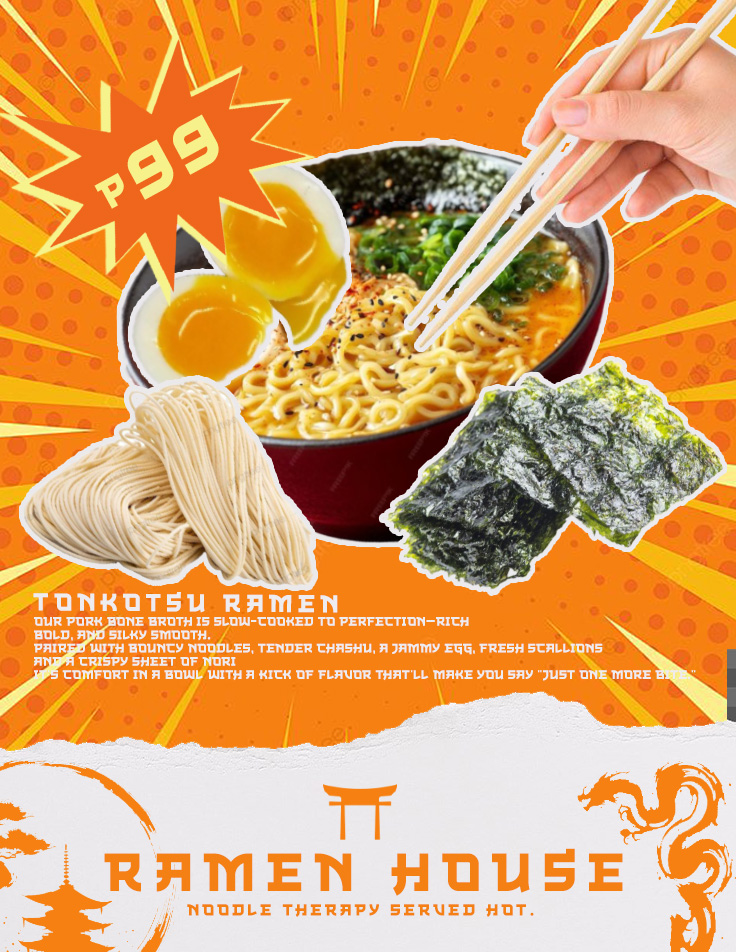 ₱99
TONKOTSU RAMEN
OUR PORK BONE BROTH IS SLOW-COOKED TO PERFECTION—RICH
BOLD, AND SILKY SMOOTH.
PAIRED WITH BOUNCY NOODLES, TENDER CHASHU, A JAMMY EGG, FRESH SCALLIONS
AND A CRISPY SHEET OF NORI
IT'S COMFORT IN A BOWL WITH A KICK OF FLAVOR THAT'LL MAKE YOU SAY "JUST ONE MORE BITE."
RAMEN HOUSE
NOODLE THERAPY SERVED HOT.